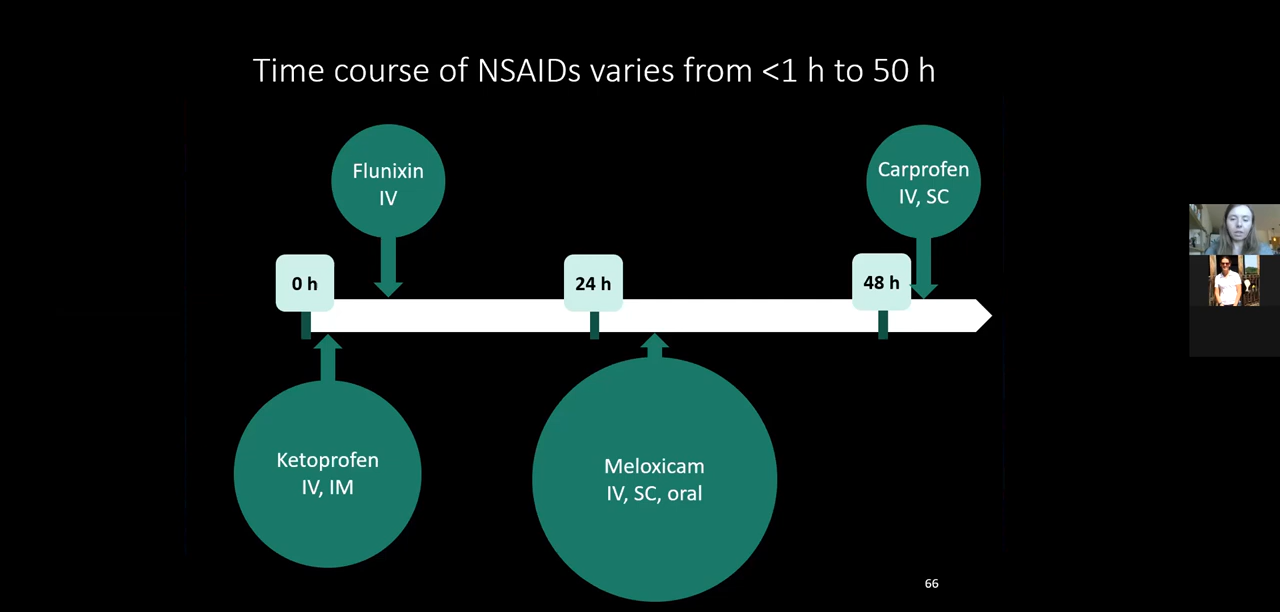 Time course of NSAIDs varies from <1 h to 50 h
Flunixin
IV
Carprofen
IV, SC
0 h
24 h
48 h
Ketoprofen
IV, IM
Meloxicam
IV, SC, oral
66